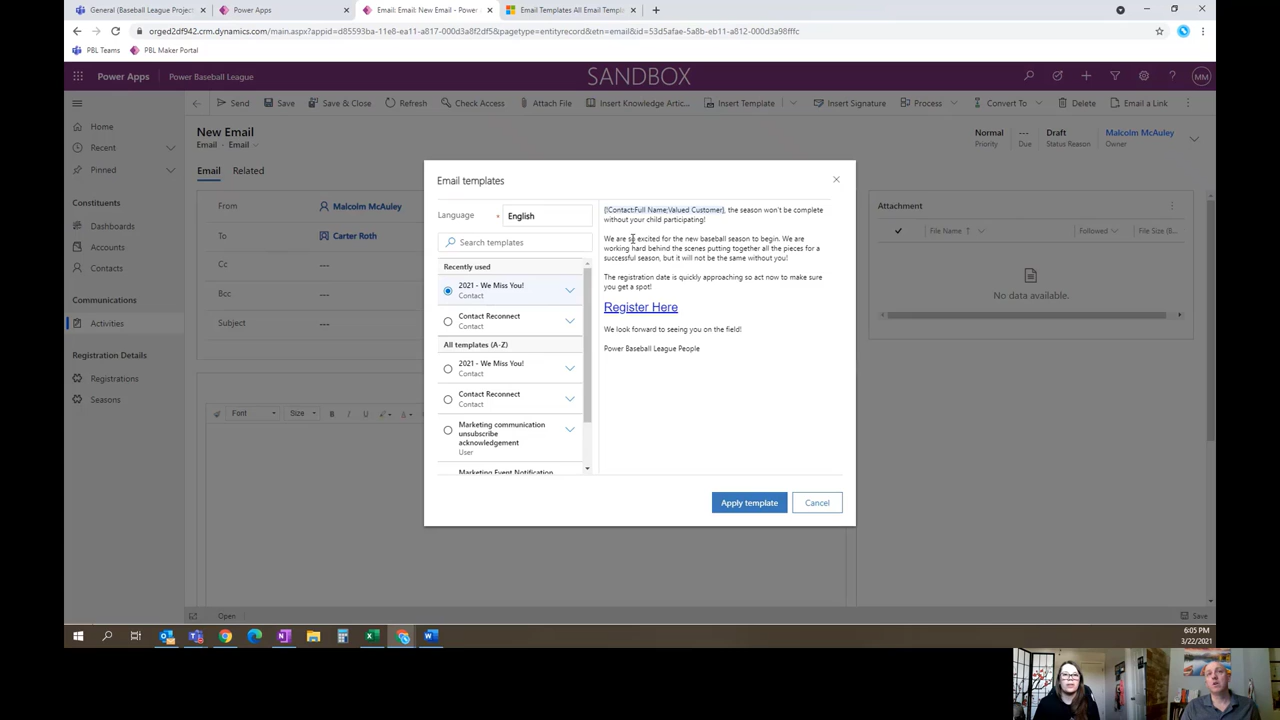 General (Baseball League Project
Power Apps
Email: Email: New Email - Power
Email Templates All Email Templ
orged2df942.crm.dynamics.com/main.aspx?appid=d85593ba-11e8-ea11-a817-000d3a8f2df5&pagetype=entityrecord&etn=email&id=53d5afae-5a8b-eb11-a812-000d3a98fffc
PBL Teams
PBL Maker Portal
Power Apps
Power Baseball League
SANDBOX
MM
Send
Save
Save & Close
Refresh
Check Access
Attach File
Insert Knowledge Artic...
Insert Template
Insert Signature
Process
Convert To
Delete
Email a Link
Home
Recent
Pinned
Constituents
Dashboards
Accounts
Contacts
Communications
Activities
Registration Details
Registrations
Seasons
New Email
Email · Email
Normal
Priority
---
Due
Draft
Status Reason
Malcolm McAuley
Owner
Email
Related
From
Malcolm McAuley
To
Carter Roth
Cc
---
Bcc
---
Subject
---
Font
Size
B
I
U
Email templates
Language
*
English
Search templates
Recently used
2021 - We Miss You!
Contact
Contact Reconnect
Contact
All templates (A-Z)
2021 - We Miss You!
Contact
Contact Reconnect
Contact
Marketing communication
unsubscribe
acknowledgement
User
Marketing Event Notification
{!Contact:Full Name;Valued Customer}, the season won't be complete
without your child participating!
We are so excited for the new baseball season to begin. We are
working hard behind the scenes putting together all the pieces for a
successful season, but it will not be the same without you!
The registration date is quickly approaching so act now to make sure
you get a spot!
Register Here
We look forward to seeing you on the field!
Power Baseball League People
Apply template
Cancel
Attachment
File Name
Followed
File Size (B...
No data available.
Open
Save
6:05 PM
3/22/2021